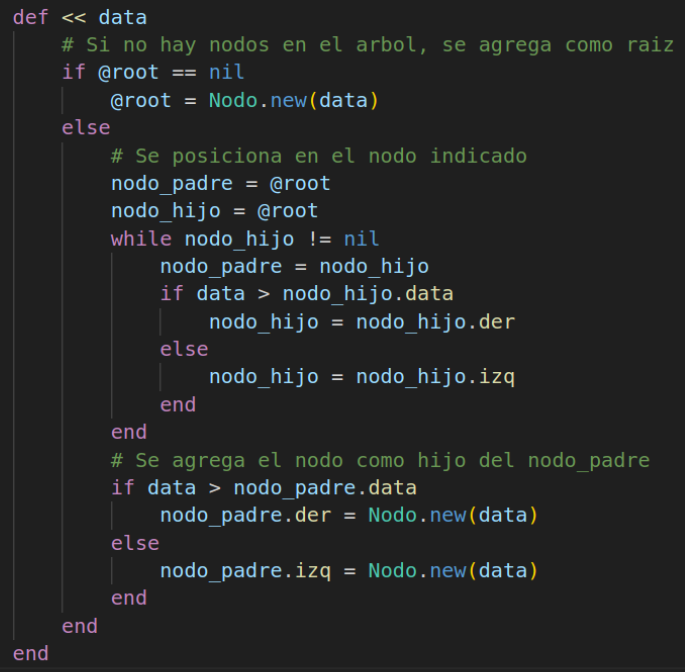 def << data
    # Si no hay nodos en el arbol, se agrega como raiz
    if @root == nil
        @root = Nodo.new(data)
    else
        # Se posiciona en el nodo indicado
        nodo_padre = @root
        nodo_hijo = @root
        while nodo_hijo != nil
            nodo_padre = nodo_hijo
            if data > nodo_hijo.data
                nodo_hijo = nodo_hijo.der
            else
                nodo_hijo = nodo_hijo.izq
            end
        end
        # Se agrega el nodo como hijo del nodo_padre
        if data > nodo_padre.data
            nodo_padre.der = Nodo.new(data)
        else
            nodo_padre.izq = Nodo.new(data)
        end
    end
end